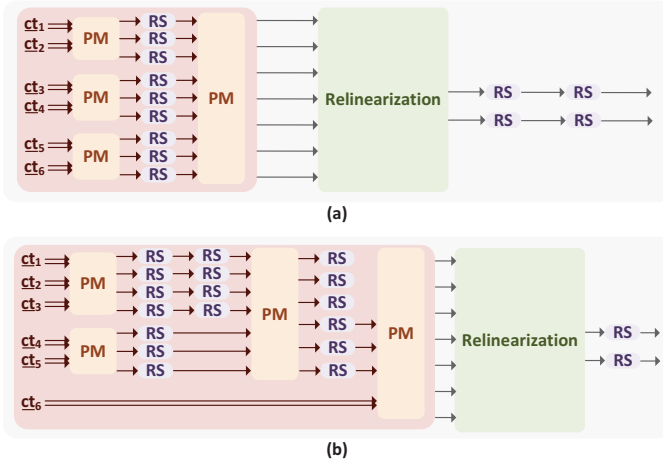 ct1 RS
ct2 PM RS
RS
ct3 RS
ct4 PM RS PM Relinearization RS RS
RS RS RS
ct5 RS
PM RS
ct6 RS
(a)
ct1 RS RS RS
ct2 PM RS RS RS
RS RS RS
ct3 RS RS PM RS
ct4 RS PM Relinearization RS
ct5 PM RS RS
RS RS RS
ct6
(b)